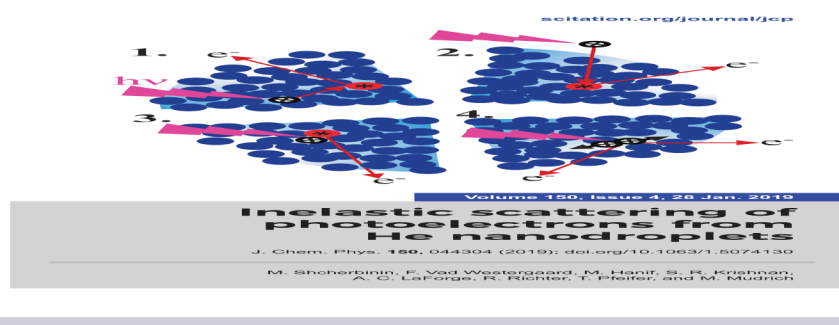 scitation.org/journal/jcp
1.
e⁻
2.
e⁻
hν
3.
e⁻
4.
e⁻
e⁻
Volume 150, Issue 4, 28 Jan. 2019
Inelastic scattering of
photoelectrons from
He nanodroplets
J. Chem. Phys. 150, 044304 (2019); doi.org/10.1063/1.5074130
M. Shcherbinin, F. Vad Westergaard, M. Hanif, S. R. Krishnan,
A. C. LaForge, R. Richter, T. Pfeifer, and M. Mudrich